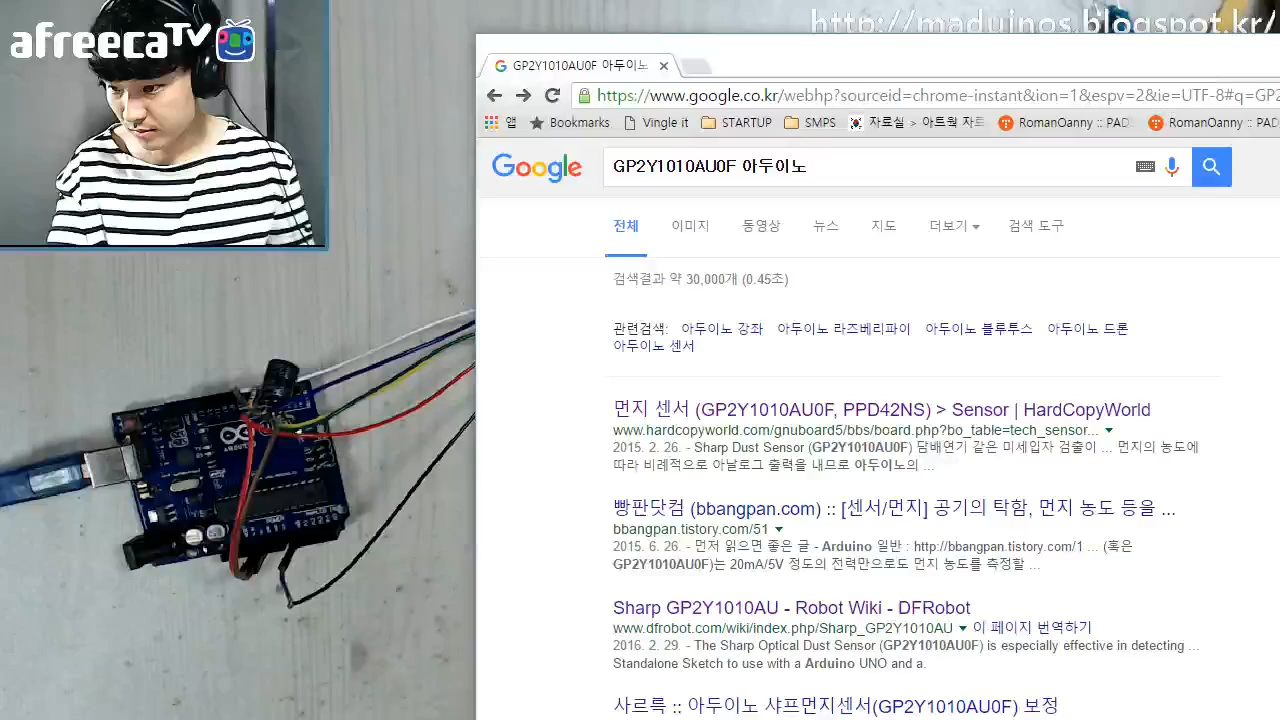 afreecaTV
http://maduinos.blogspot.kr/
GP2Y1010AU0F 아두이노
https://www.google.co.kr/webhp?sourceid=chrome-instant&ion=1&espv=2&ie=UTF-8#q=GP2
앱 Bookmarks Vingle it STARTUP SMPS 자료실 > 아트웍 자료 RomanOanny :: PAD RomanOanny :: PAD
Google GP2Y1010AU0F 아두이노
전체 이미지 동영상 뉴스 지도 더보기 검색 도구
검색결과 약 30,000개 (0.45초)
관련검색: 아두이노 강좌 아두이노 라즈베리파이 아두이노 블루투스 아두이노 드론
아두이노 센서
먼지 센서 (GP2Y1010AU0F, PPD42NS) > Sensor | HardCopyWorld
www.hardcopyworld.com/gnuboard5/bbs/board.php?bo_table=tech_sensor...
2015. 2. 26. - Sharp Dust Sensor (GP2Y1010AU0F) 담배연기 같은 미세입자 검출이 ... 먼지의 농도에
따라 비례적으로 아날로그 출력을 내므로 아두이노의 ...
빵판닷컴 (bbangpan.com) :: [센서/먼지] 공기의 탁함, 먼지 농도 등을 ...
bbangpan.tistory.com/51
2015. 6. 26. - 먼저 읽으면 좋은 글 - Arduino 일반 : http://bbangpan.tistory.com/1 ... (혹은
GP2Y1010AU0F)는 20mA/5V 정도의 전력만으로도 먼지 농도를 측정할 ...
Sharp GP2Y1010AU - Robot Wiki - DFRobot
www.dfrobot.com/wiki/index.php/Sharp_GP2Y1010AU 이 페이지 번역하기
2016. 2. 29. - The Sharp Optical Dust Sensor (GP2Y1010AU0F) is especially effective in detecting ...
Standalone Sketch to use with a Arduino UNO and a.
사르륵 :: 아두이노 샤프먼지센서(GP2Y1010AU0F) 보정